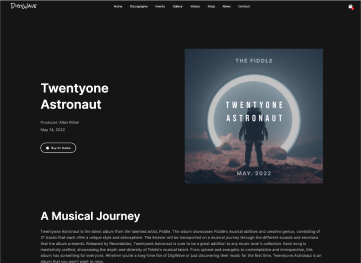 DigyWave
Home Discography Events Gallery Videos Shop News Contact
THE FIDDLE
TWENTYONE
ASTRONAUT
MAY. 2022
Twentyone
Astronaut
Producer: Allen Ritter
May 14, 2022
Buy on iTunes
A Musical Journey
Twentyone Astronaut is the latest album from the talented artist, Fiddle. The album showcases Fiddle's musical abilities and creative genius, consisting of
21 tracks that each offer a unique style and atmosphere. The listener will be transported on a musical journey through the different sounds and emotions
that the album presents. Released by Twentyone Astronaut is sure to be a great addition to any music lover's collection. Each song is
masterfully crafted, showcasing the depth and diversity of Fiddle's musical talent. From upbeat and energetic to contemplative and introspective, this
album has something for everyone. Whether you're a long-time fan of or just discovering their music for the first time, Twentyone Astronaut is an
album that you won't want to miss.